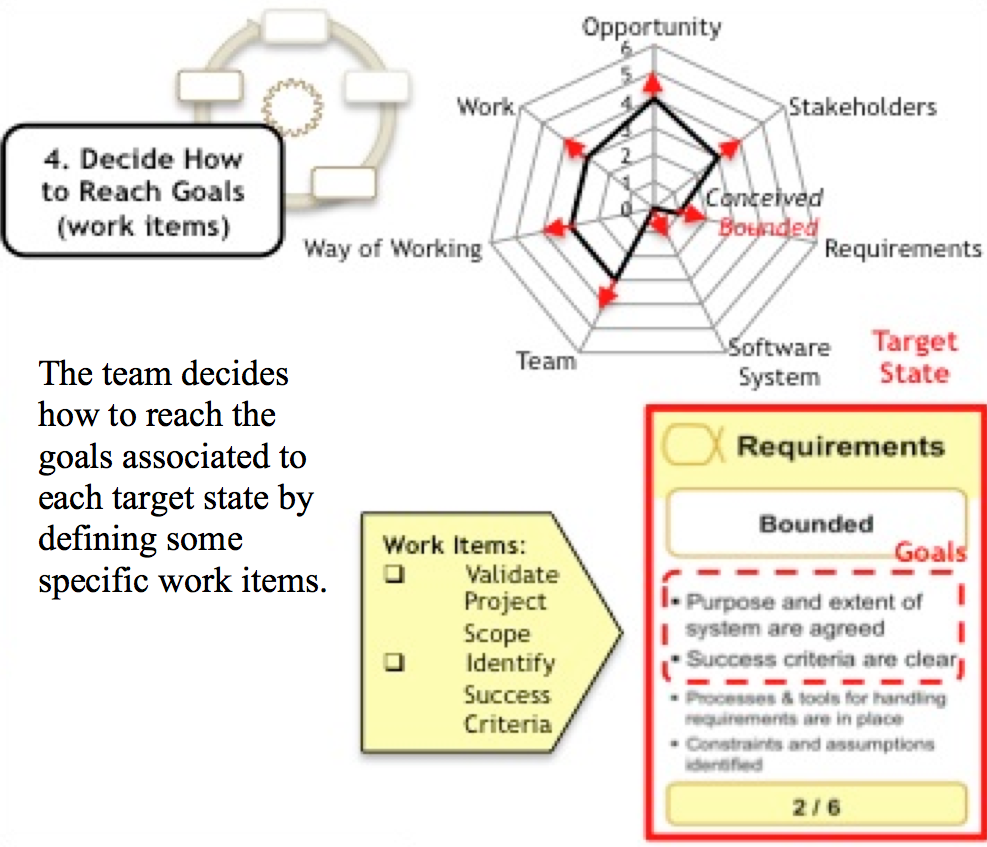 4. Decide How
to Reach Goals
(work items)
Opportunity
6
5
4
3
2
1
0
Work
Stakeholders
Conceived
Bounded
Way of Working
Requirements
Team
Software
System
Target
State
The team decides
how to reach the
goals associated to
each target state by
defining some
specific work items.
Work Items:
❑ Validate
Project
Scope
❑ Identify
Success
Criteria
Requirements
Bounded
Goals
• Purpose and extent of
system are agreed
• Success criteria are clear
• Processes & tools for handling
requirements are in place
• Constraints and assumptions
identified
2 / 6